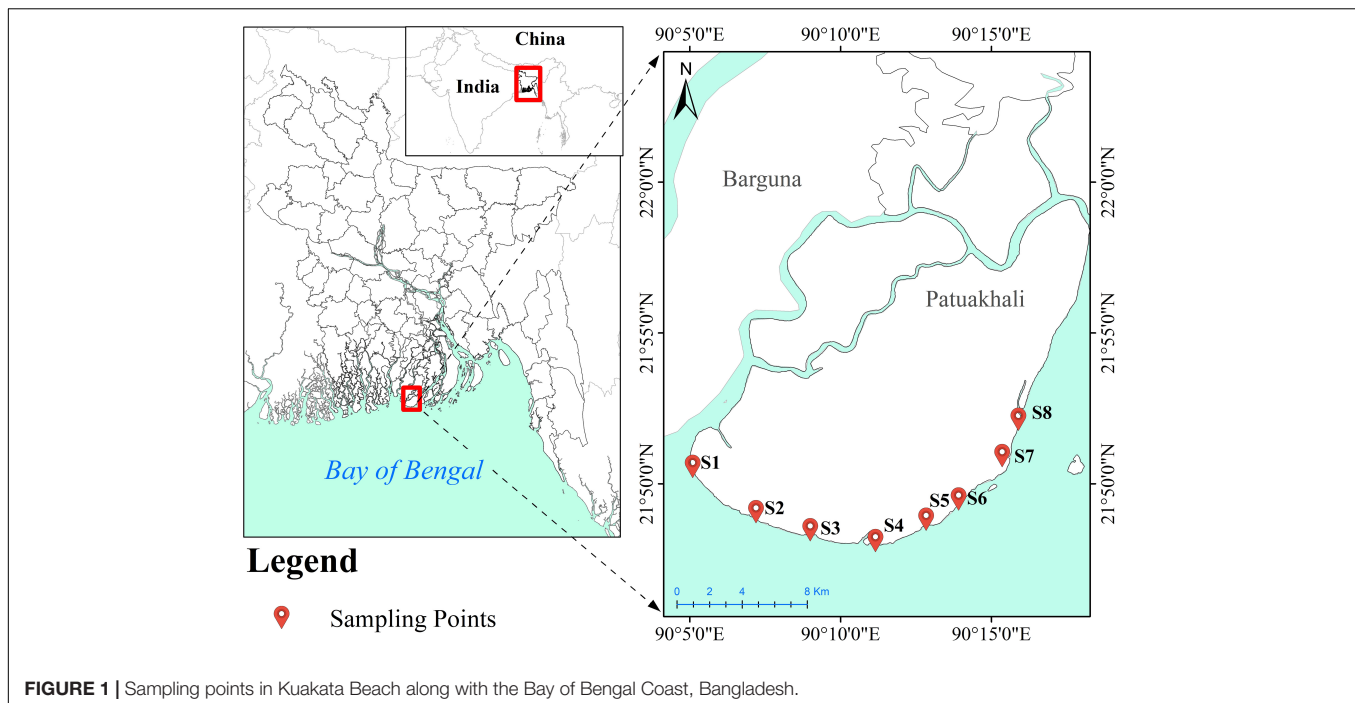 China
India
Bay of Bengal
Legend
Sampling Points
90°5'0"E 90°10'0"E 90°15'0"E
N
22°0'0"N 22°0'0"N
Barguna
Patuakhali
21°55'0"N 21°55'0"N
S8
S7
S1
21°50'0"N 21°50'0"N
S6
S2
S5
S3
S4
0 2 4 8 Km
90°5'0"E 90°10'0"E 90°15'0"E
FIGURE 1 | Sampling points in Kuakata Beach along with the Bay of Bengal Coast, Bangladesh.